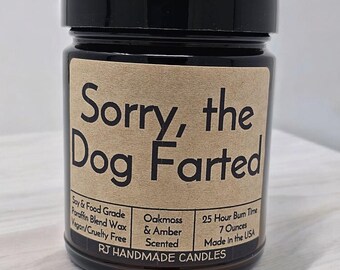 Sorry, the
Dog Farted
Soy & Food Grade
Paraffin Blend Wax
Vegan/Cruelty Free
Oakmoss
& Amber
Scented
25 Hour Burn Time
7 Ounces
Made in the USA
RJ HANDMADE CANDLES